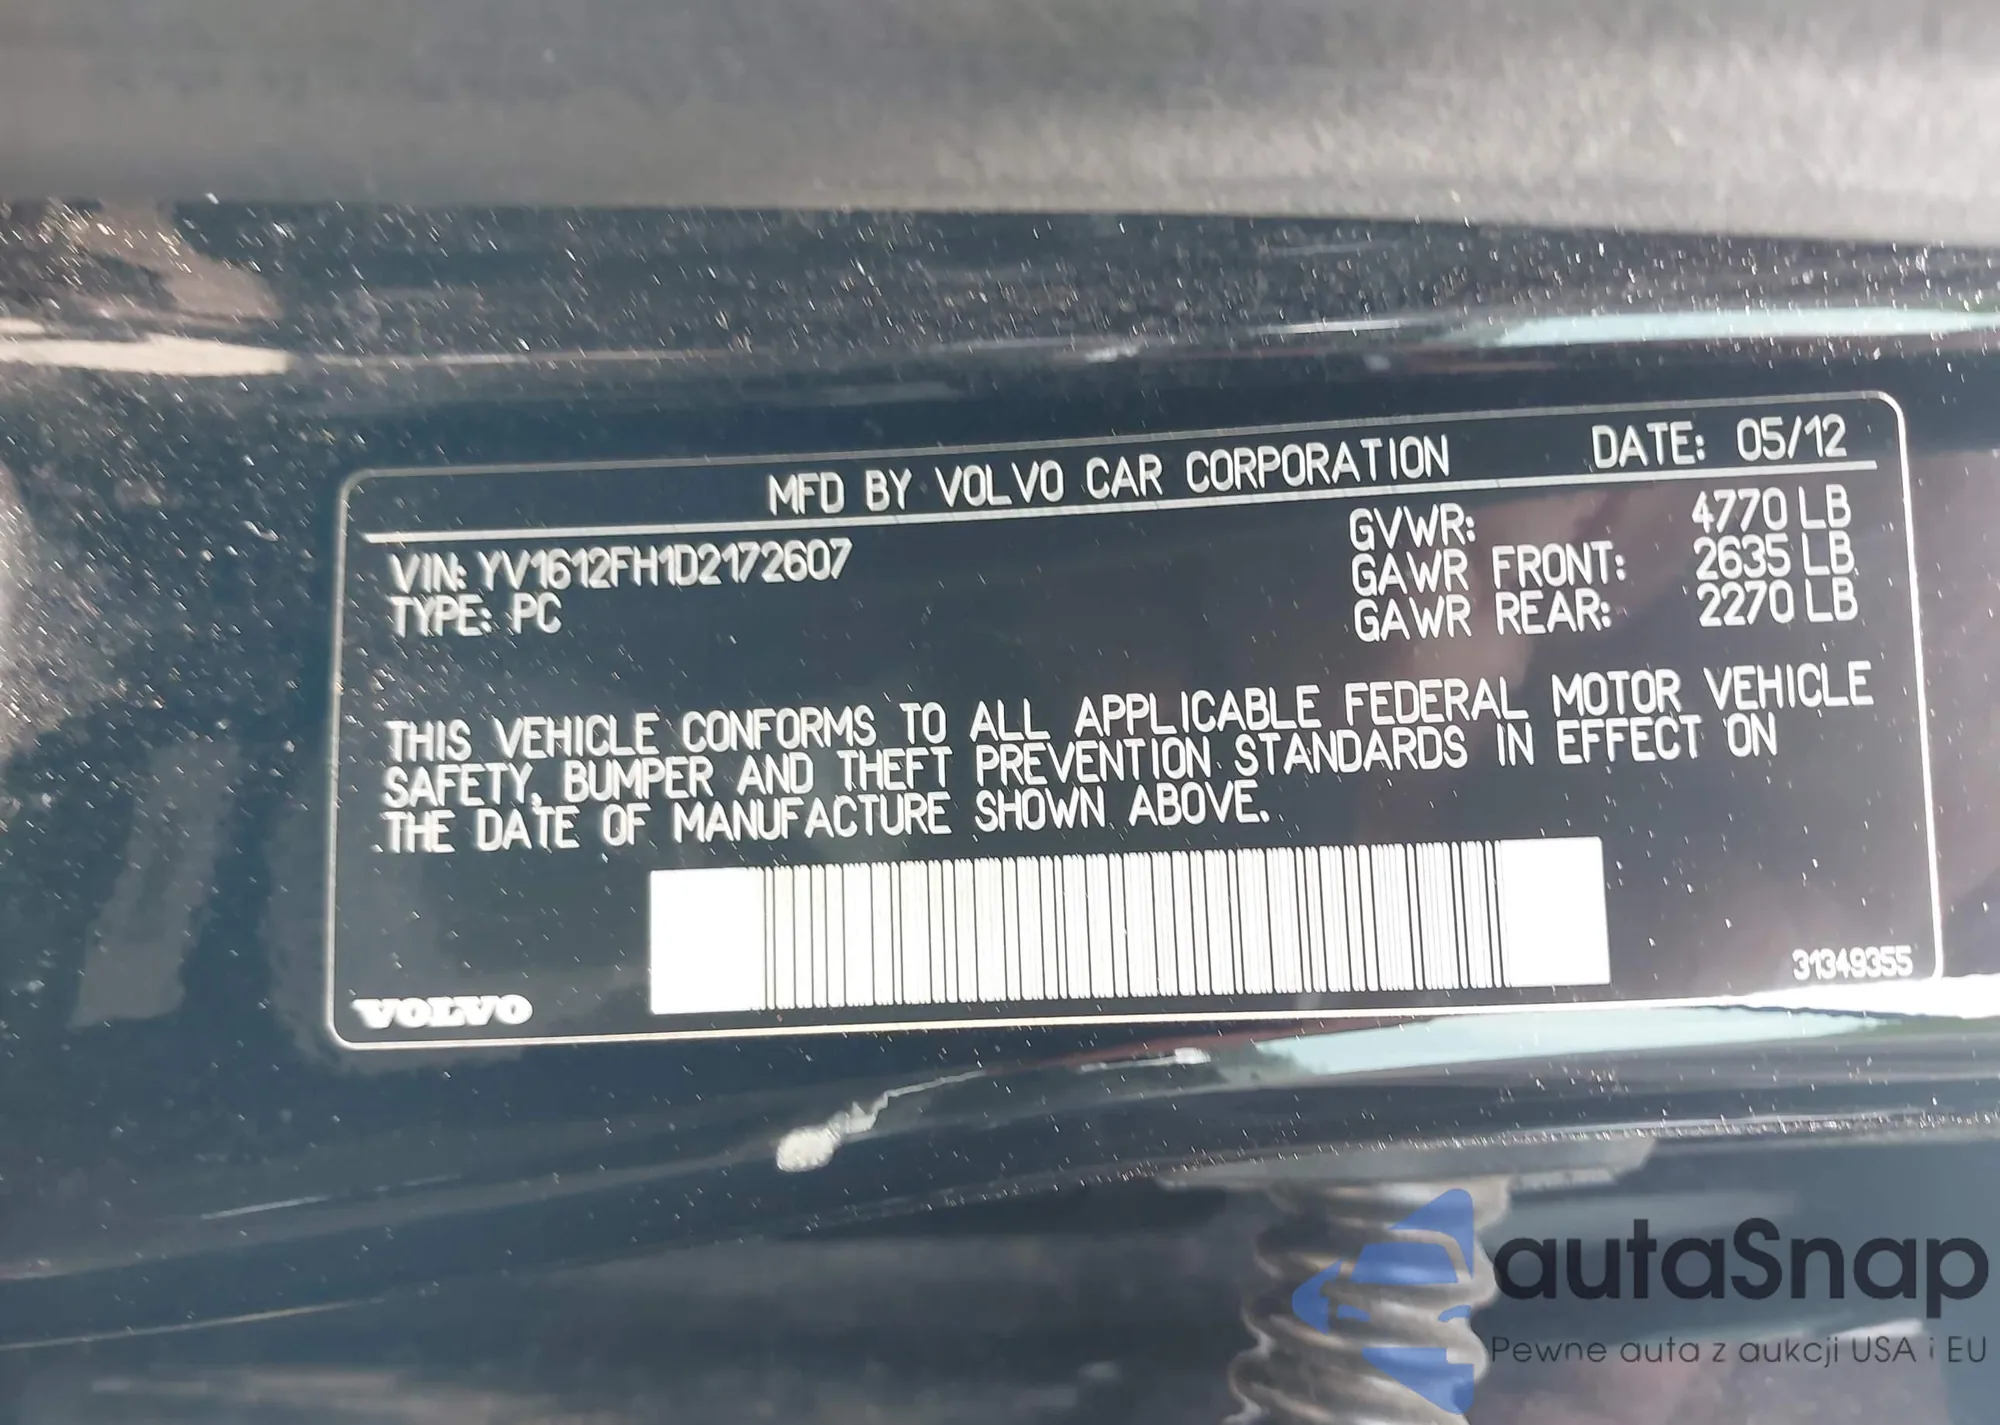 MFD BY VOLVO CAR CORPORATION DATE: 05/12
VIN: YV1612FH1D2172607
TYPE: PC
GVWR: 4770 LB
GAWR FRONT: 2635 LB
GAWR REAR: 2270 LB
THIS VEHICLE CONFORMS TO ALL APPLICABLE FEDERAL MOTOR VEHICLE
SAFETY, BUMPER AND THEFT PREVENTION STANDARDS IN EFFECT ON
THE DATE OF MANUFACTURE SHOWN ABOVE.
VOLVO
31349355
autaSnap
Pewne auta z aukcji USA i EU